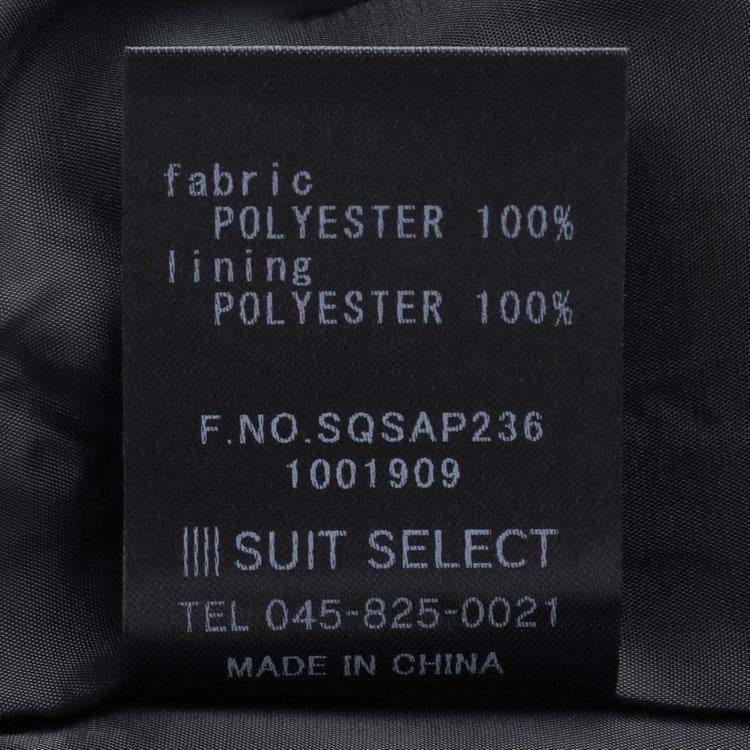 fabric
POLYESTER 100%
lining
POLYESTER 100%
F.NO.SQSAP236
1001909
SUIT SELECT
TEL 045-825-0021
MADE IN CHINA